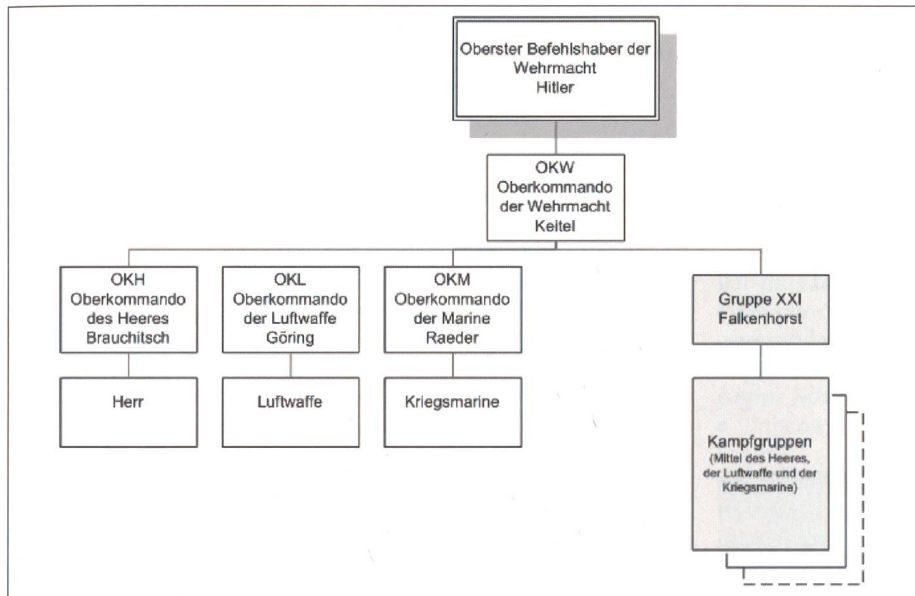 Oberster Befehlshaber der
Wehrmacht
Hitler
OKW
Oberkommando
der Wehrmacht
Keitel
OKH
Oberkommando
des Heeres
Brauchitsch
OKL
Oberkommando
der Luftwaffe
Göring
OKM
Oberkommando
der Marine
Raeder
Gruppe XXI
Falkenhorst
Herr
Luftwaffe
Kriegsmarine
Kampfgruppen
(Mittel des Heeres,
der Luftwaffe und der
Kriegsmarine)